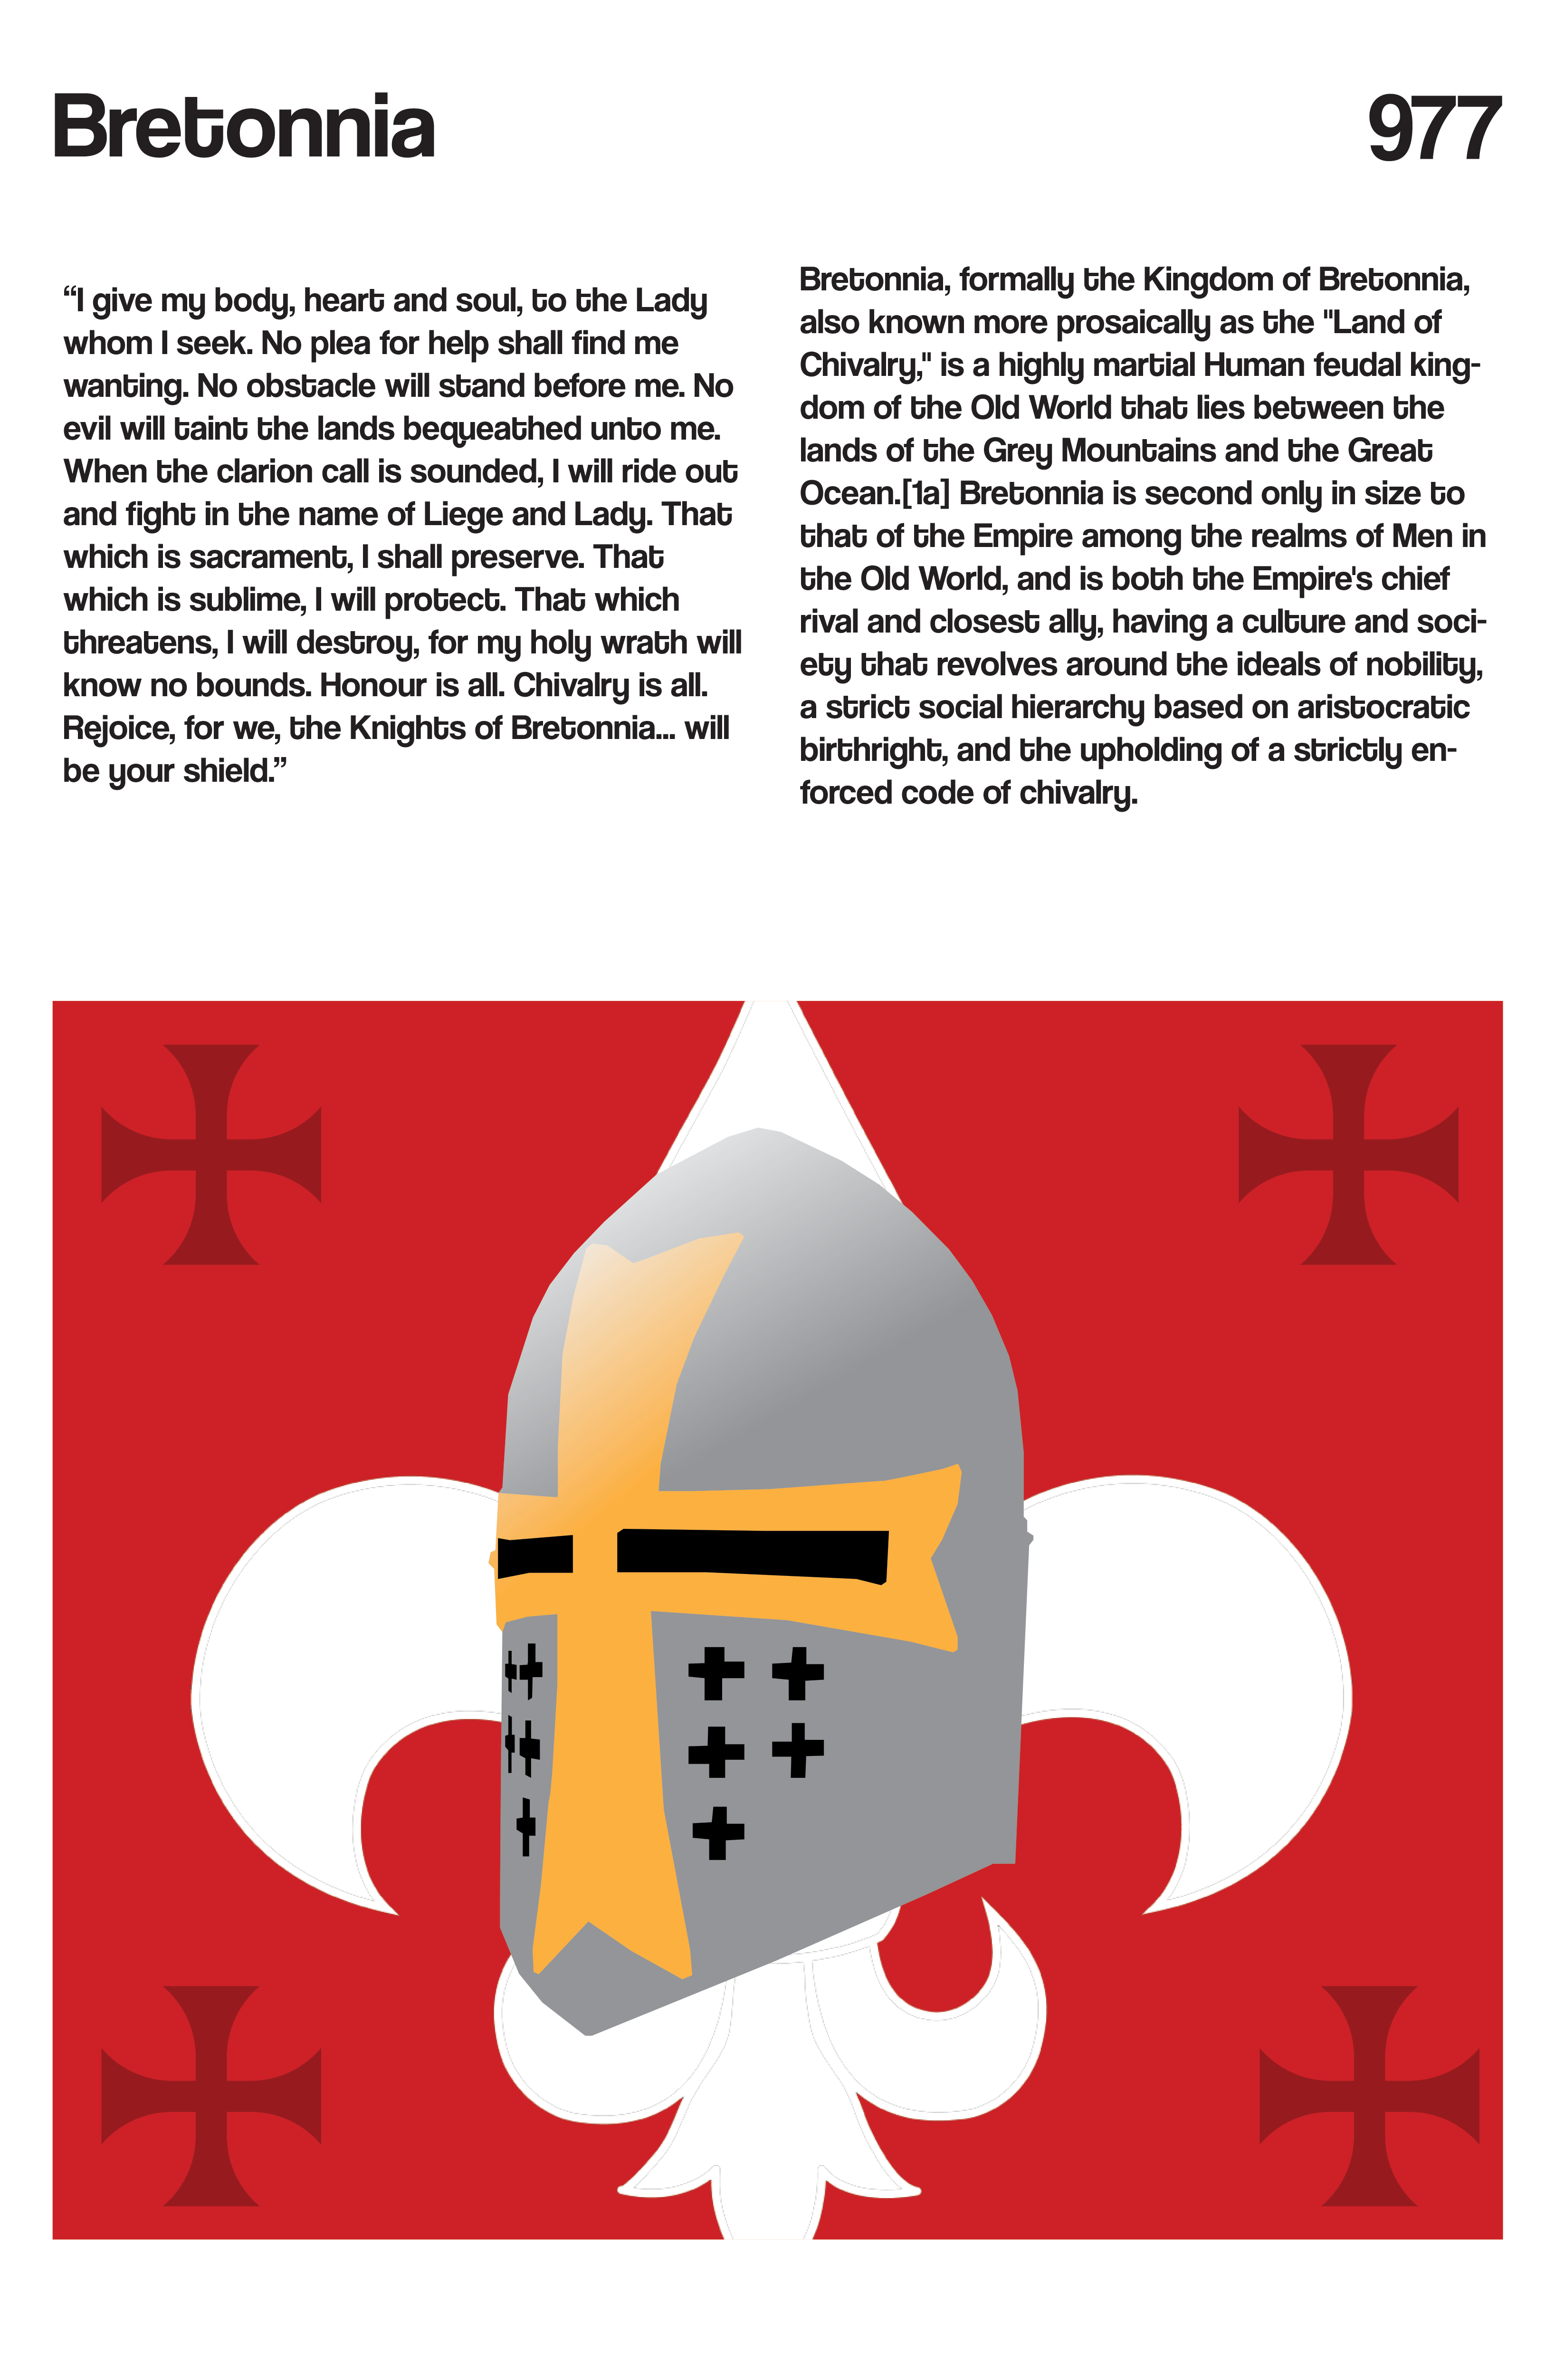 Bretonnia
977
“I give my body, heart and soul, to the Lady
whom I seek. No plea for help shall find me
wanting. No obstacle will stand before me. No
evil will taint the lands bequeathed unto me.
When the clarion call is sounded, I will ride out
and fight in the name of Liege and Lady. That
which is sacrament, I shall preserve. That
which is sublime, I will protect. That which
threatens, I will destroy, for my holy wrath will
know no bounds. Honour is all. Chivalry is all.
Rejoice, for we, the Knights of Bretonnia... will
be your shield.”
Bretonnia, formally the Kingdom of Bretonnia,
also known more prosaically as the "Land of
Chivalry," is a highly martial Human feudal king-
dom of the Old World that lies between the
lands of the Grey Mountains and the Great
Ocean.[1a] Bretonnia is second only in size to
that of the Empire among the realms of Men in
the Old World, and is both the Empire's chief
rival and closest ally, having a culture and soci-
ety that revolves around the ideals of nobility,
a strict social hierarchy based on aristocratic
birthright, and the upholding of a strictly en-
forced code of chivalry.